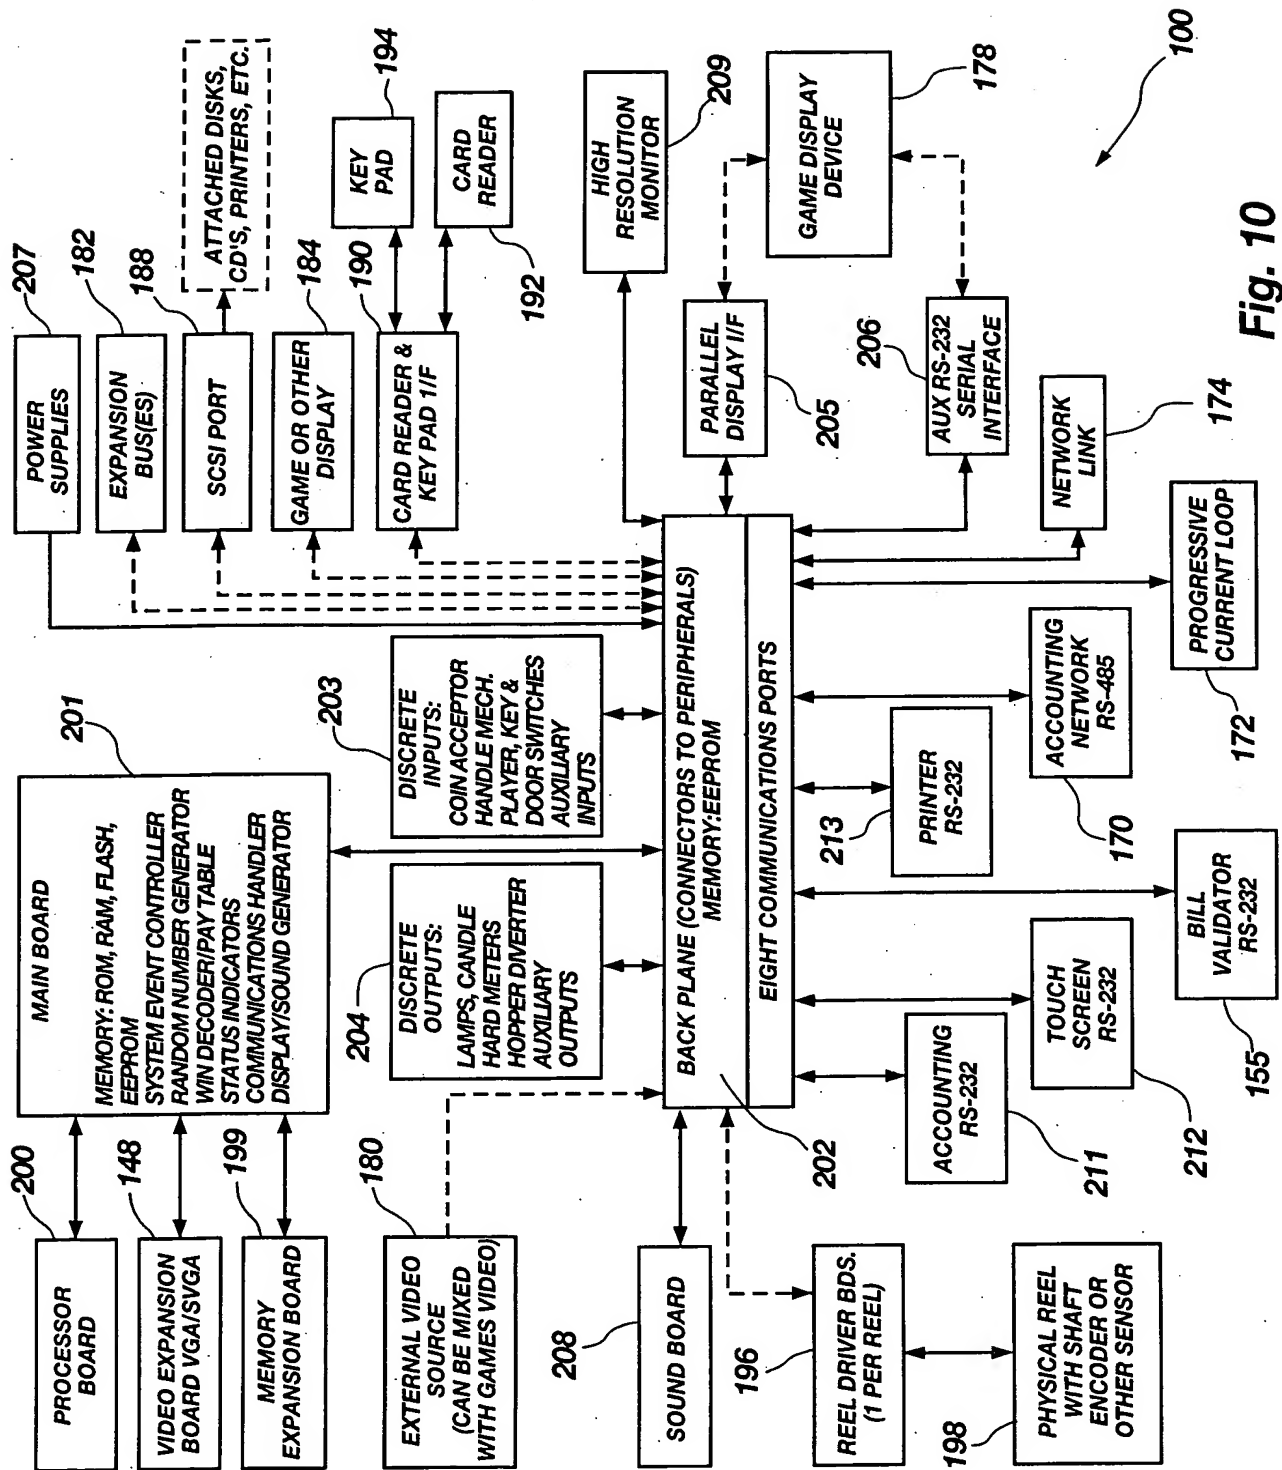 200
PROCESSOR
BOARD
148
VIDEO EXPANSION
BOARD VGA/SVGA
199
MEMORY
EXPANSION BOARD
201
MAIN BOARD
MEMORY: ROM, RAM, FLASH,
EEPROM
SYSTEM EVENT CONTROLLER
RANDOM NUMBER GENERATOR
WIN DECODER/PAY TABLE
STATUS INDICATORS
COMMUNICATIONS HANDLER
DISPLAY/SOUND GENERATOR
207
POWER
SUPPLIES
182
EXPANSION
BUS(ES)
188
SCSI PORT
ATTACHED DISKS,
CD'S, PRINTERS, ETC.
184
GAME OR OTHER
DISPLAY
190
CARD READER &
KEY PAD 1/F
194
KEY
PAD
CARD
READER
192
180
EXTERNAL VIDEO
SOURCE
(CAN BE MIXED
WITH GAMES VIDEO)
204
DISCRETE
OUTPUTS:
LAMPS, CANDLE
HARD METERS
HOPPER DIVERTER
AUXILIARY
OUTPUTS
203
DISCRETE
INPUTS:
COIN ACCEPTOR
HANDLE MECH.
PLAYER, KEY &
DOOR SWITCHES
AUXILIARY
INPUTS
HIGH
RESOLUTION
MONITOR
209
208
SOUND BOARD
BACK PLANE (CONNECTORS TO PERIPHERALS)
MEMORY:EEPROM
EIGHT COMMUNICATIONS PORTS
202
PARALLEL
DISPLAY I/F
205
GAME DISPLAY
DEVICE
178
206
AUX RS-232
SERIAL
INTERFACE
196
REEL DRIVER BDS.
(1 PER REEL)
198
PHYSICAL REEL
WITH SHAFT
ENCODER OR
OTHER SENSOR
ACCOUNTING
RS-232
211
TOUCH
SCREEN
RS-232
212
BILL
VALIDATOR
RS-232
155
213
PRINTER
RS-232
ACCOUNTING
NETWORK
RS-485
170
PROGRESSIVE
CURRENT LOOP
172
NETWORK
LINK
174
100
Fig. 10